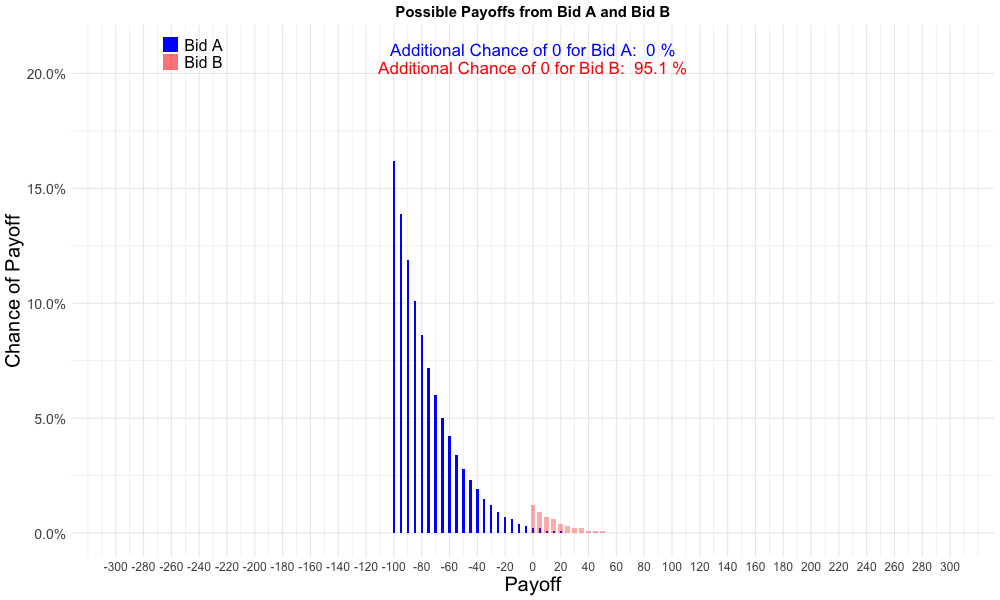 Possible Payoffs from Bid A and Bid B
Bid A
Bid B
Additional Chance of 0 for Bid A:  0 %
Additional Chance of 0 for Bid B:  95.1 %
20.0%
15.0%
10.0%
5.0%
0.0%
Chance of Payoff
-300 -280 -260 -240 -220 -200 -180 -160 -140 -120 -100 -80 -60 -40 -20 0 20 40 60 80 100 120 140 160 180 200 220 240 260 280 300
Payoff